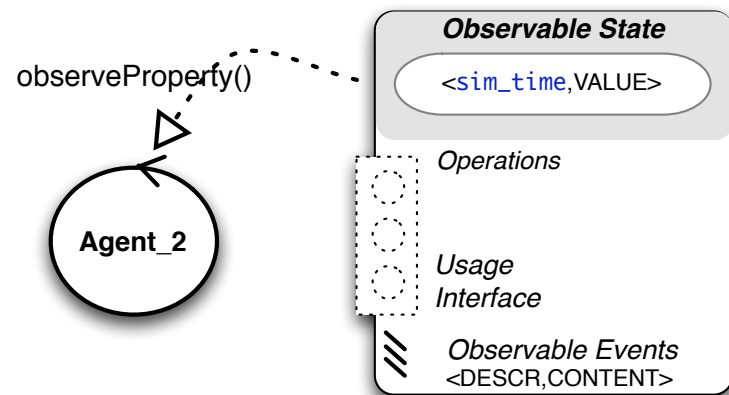 Observable State
<sim_time,VALUE>
observeProperty()
Operations
Agent_2
Usage
Interface
Observable Events
<DESCR,CONTENT>